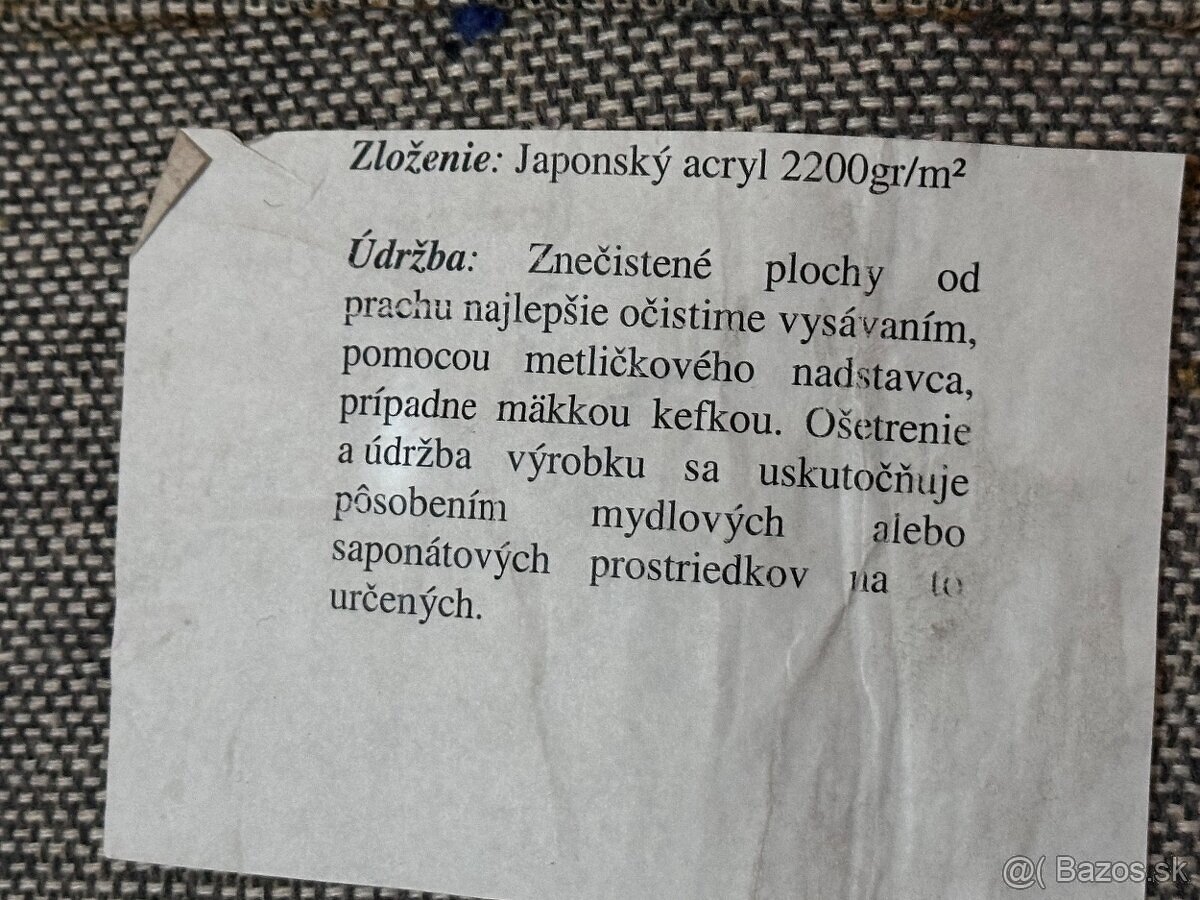 Zloženie: Japonský acryl 2200gr/m²
Údržba: Znečistené plochy od
prachu najlepšie očistime vysávaním,
pomocou metličkového nadstavca,
prípadne mäkkou kefkou. Ošetrenie
a údržba výrobku sa uskutočňuje
pôsobením mydlových alebo
saponátových prostriedkov na to
určených.
@( Bazos.sk